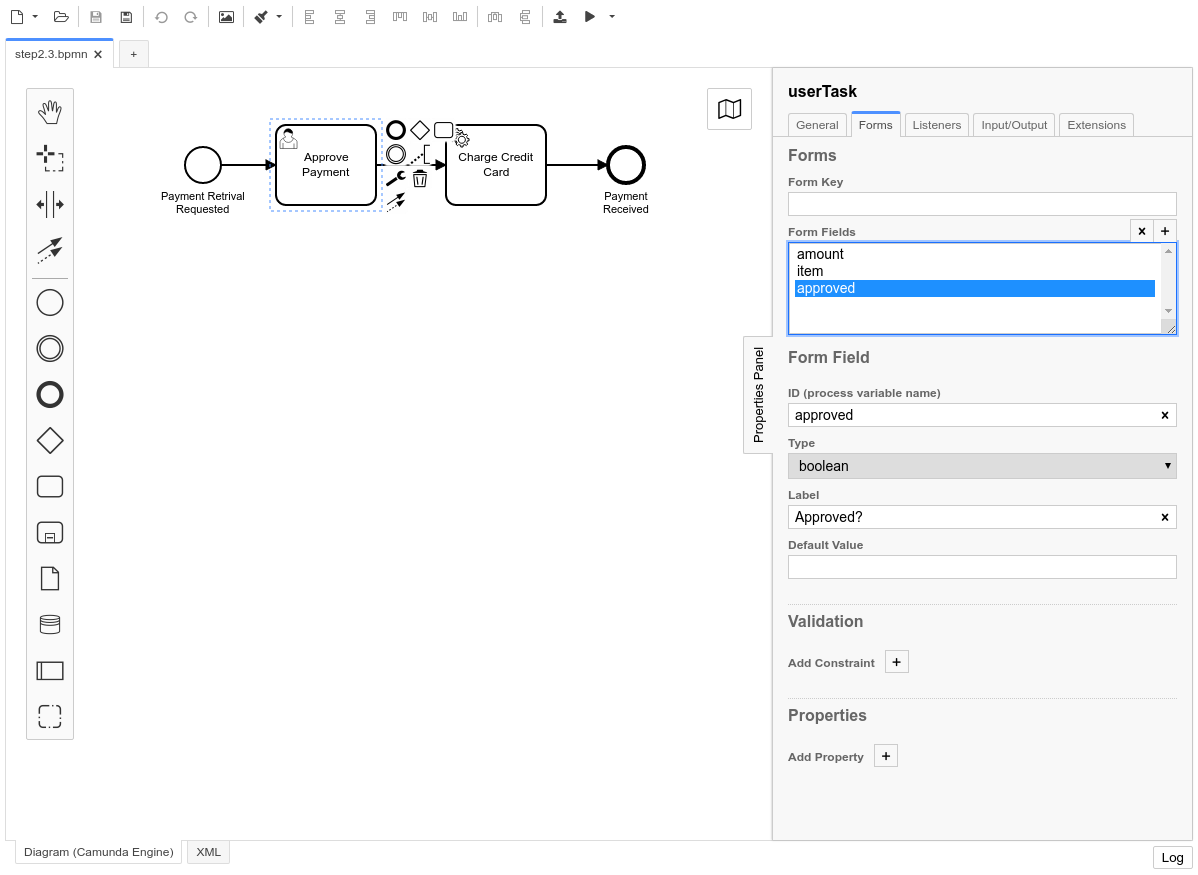 step2.3.bpmn
+
Approve
Payment
Charge Credit
Card
Payment Retrival
Requested
Payment
Received
Properties Panel
userTask
General
Forms
Listeners
Input/Output
Extensions
Forms
Form Key
Form Fields
+
amount
item
approved
Form Field
ID (process variable name)
approved
Type
boolean
Label
Approved?
Default Value
Validation
Add Constraint +
Properties
Add Property +
Diagram (Camunda Engine)
XML
Log